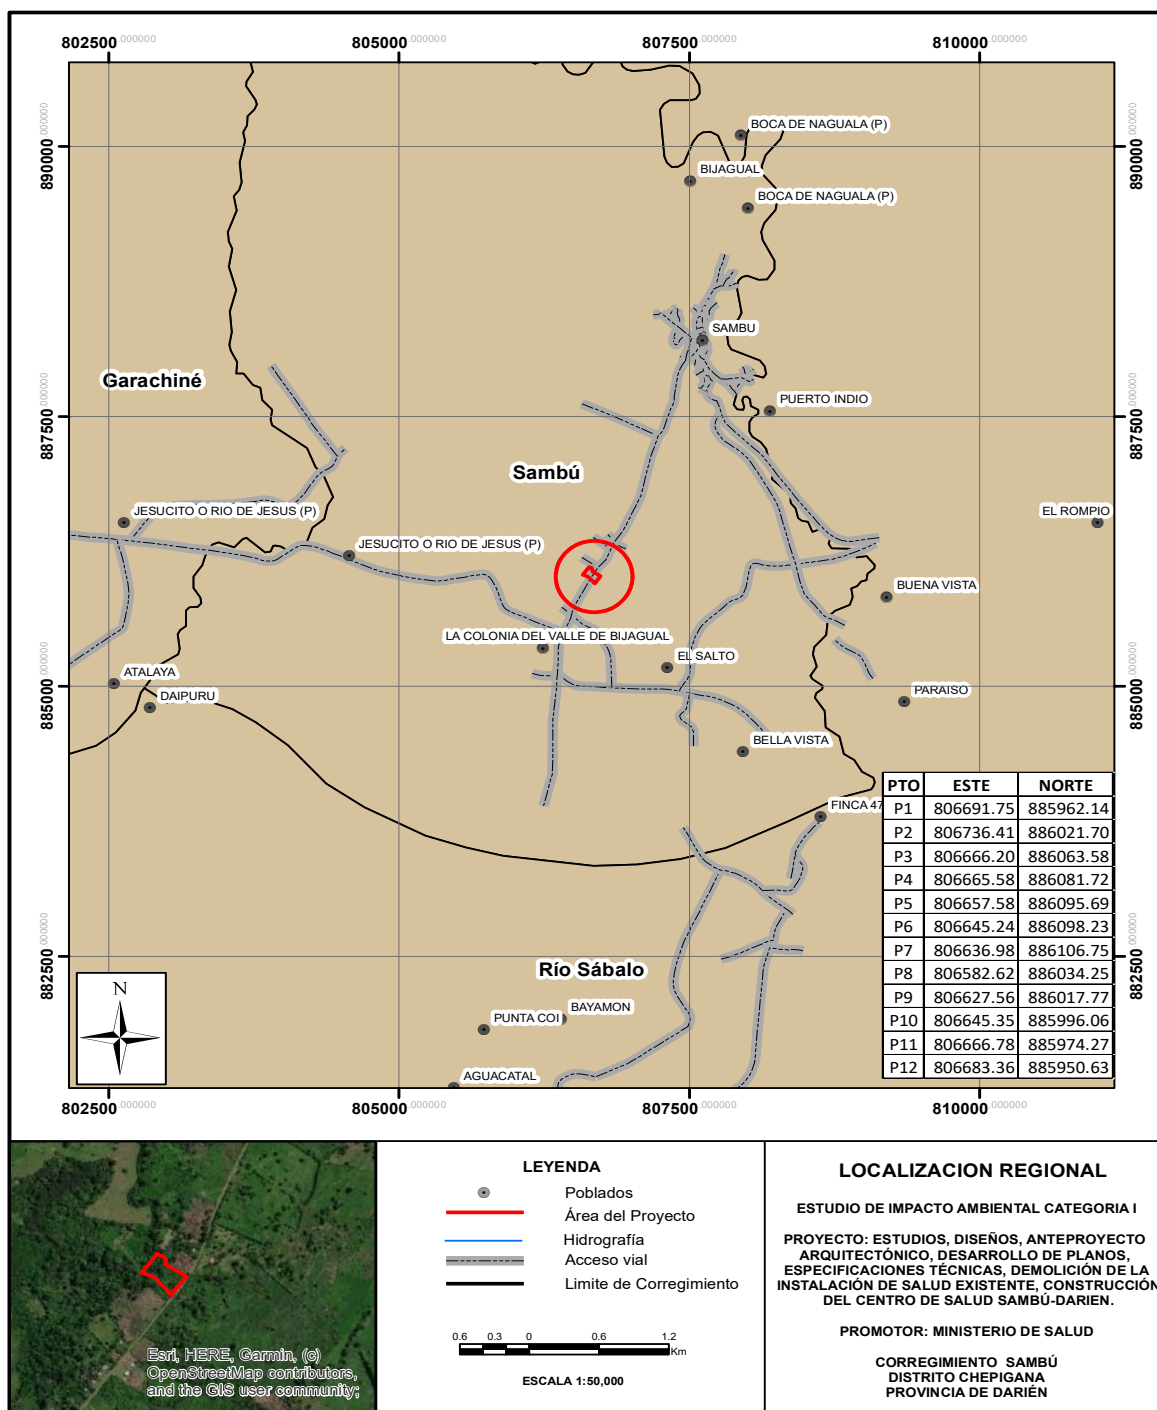 802500.000000 805000.000000 807500.000000 810000.000000
890000.000000
890000.000000
887500.000000
887500.000000
885000.000000
885000.000000
882500.000000
882500.000000
BOCA DE NAGUALA (P)
BIJAGUAL
BOCA DE NAGUALA (P)
SAMBU
Garachiné
PUERTO INDIO
Sambú
JESUCITO O RIO DE JESUS (P)
EL ROMPIO
JESUCITO O RIO DE JESUS (P)
BUENA VISTA
LA COLONIA DEL VALLE DE BIJAGUAL
EL SALTO
ATALAYA
DAIPURU
PARAISO
BELLA VISTA
FINCA 47
Río Sábalo
BAYAMON
PUNTA COI
AGUACATAL
N
PTO ESTE NORTE
P1 806691.75 885962.14
P2 806736.41 886021.70
P3 806666.20 886063.58
P4 806665.58 886081.72
P5 806657.58 886095.69
P6 806645.24 886098.23
P7 806636.98 886106.75
P8 806582.62 886034.25
P9 806627.56 886017.77
P10 806645.35 885996.06
P11 806666.78 885974.27
P12 806683.36 885950.63
802500.000000 805000.000000 807500.000000 810000.000000
Esri, HERE, Garmin, (c)
OpenStreetMap contributors,
and the GIS user community;
LEYENDA
Poblados
Área del Proyecto
Hidrografía
Acceso vial
Limite de Corregimiento
0.6 0.3 0 0.6 1.2
Km
ESCALA 1:50,000
LOCALIZACION REGIONAL
ESTUDIO DE IMPACTO AMBIENTAL CATEGORIA I
PROYECTO: ESTUDIOS, DISEÑOS, ANTEPROYECTO
ARQUITECTÓNICO, DESARROLLO DE PLANOS,
ESPECIFICACIONES TÉCNICAS, DEMOLICIÓN DE LA
INSTALACIÓN DE SALUD EXISTENTE, CONSTRUCCIÓN
DEL CENTRO DE SALUD SAMBÚ-DARIEN.
PROMOTOR: MINISTERIO DE SALUD
CORREGIMIENTO SAMBÚ
DISTRITO CHEPIGANA
PROVINCIA DE DARIÉN